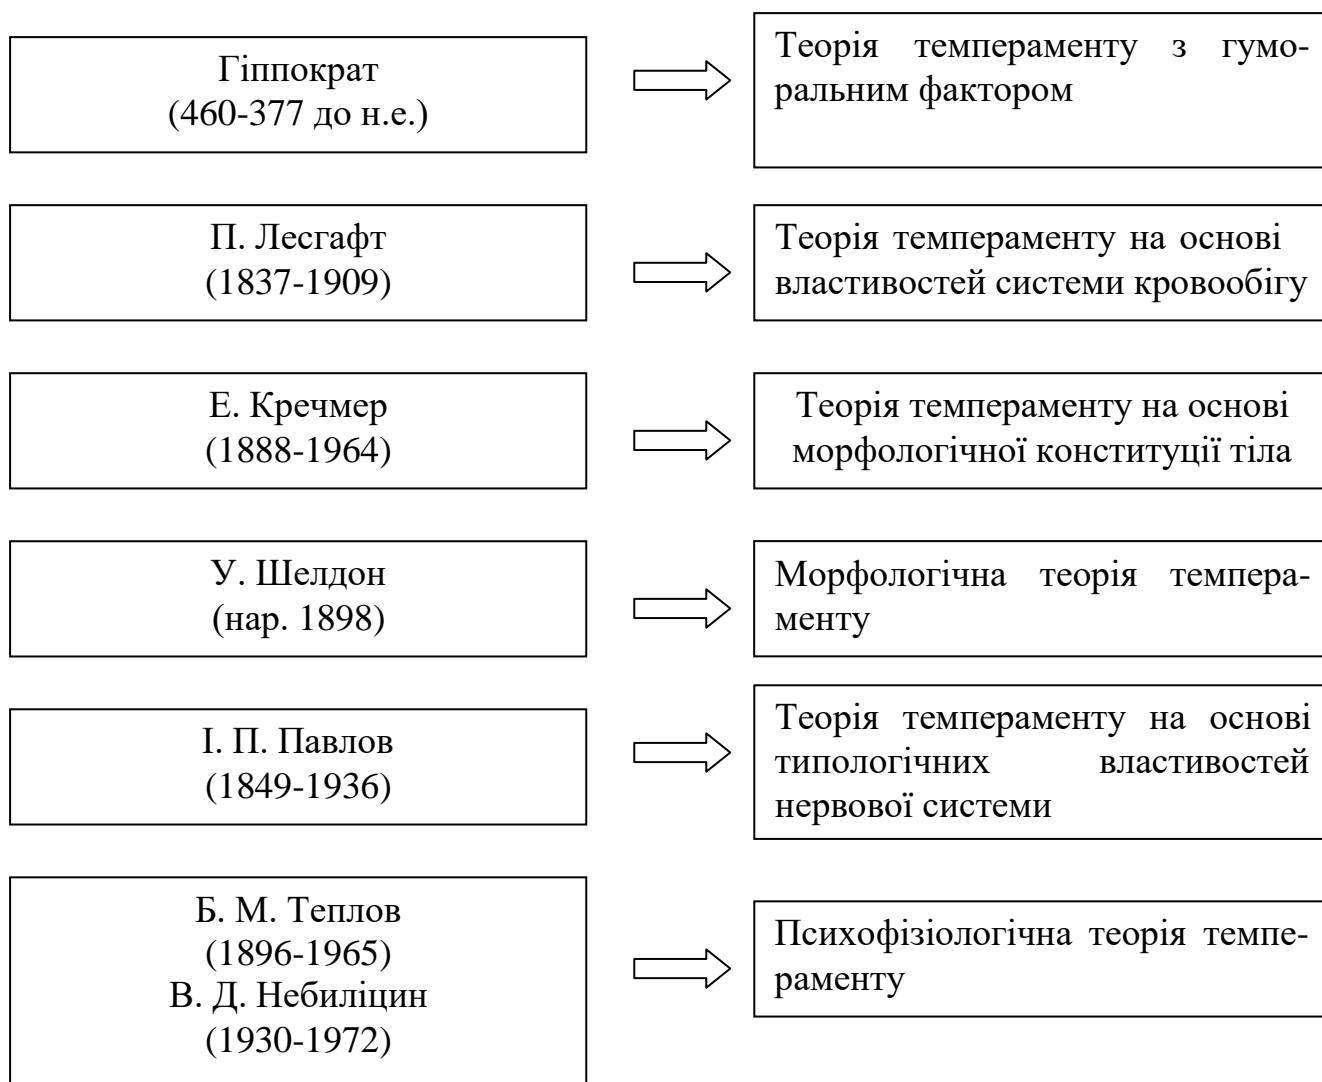 Гіппократ
(460-377 до н.е.)
Теорія темпераменту з гумо-
ральним фактором
П. Лесгафт
(1837-1909)
Теорія темпераменту на основі
властивостей системи кровообігу
Е. Кречмер
(1888-1964)
Теорія темпераменту на основі
морфологічної конституції тіла
У. Шелдон
(нар. 1898)
Морфологічна теорія темпера-
менту
І. П. Павлов
(1849-1936)
Теорія темпераменту на основі
типологічних властивостей
нервової системи
Б. М. Теплов
(1896-1965)
В. Д. Небиліцин
(1930-1972)
Психофізіологічна теорія темпе-
раменту